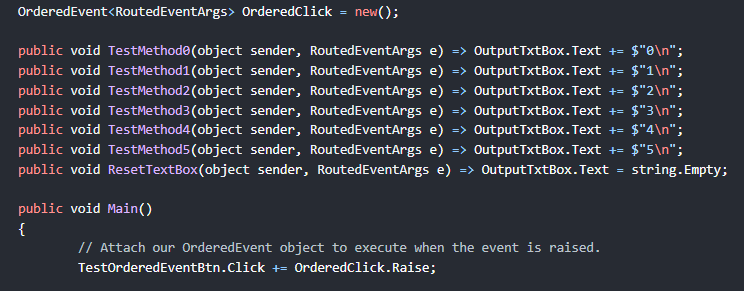 OrderedEvent<RoutedEventArgs> OrderedClick = new();
public void TestMethod0(object sender, RoutedEventArgs e) => OutputTxtBox.Text += $"0\n";
public void TestMethod1(object sender, RoutedEventArgs e) => OutputTxtBox.Text += $"1\n";
public void TestMethod2(object sender, RoutedEventArgs e) => OutputTxtBox.Text += $"2\n";
public void TestMethod3(object sender, RoutedEventArgs e) => OutputTxtBox.Text += $"3\n";
public void TestMethod4(object sender, RoutedEventArgs e) => OutputTxtBox.Text += $"4\n";
public void TestMethod5(object sender, RoutedEventArgs e) => OutputTxtBox.Text += $"5\n";
public void ResetTextBox(object sender, RoutedEventArgs e) => OutputTxtBox.Text = string.Empty;
public void Main()
{
// Attach our OrderedEvent object to execute when the event is raised.
TestOrderedEventBtn.Click += OrderedClick.Raise;